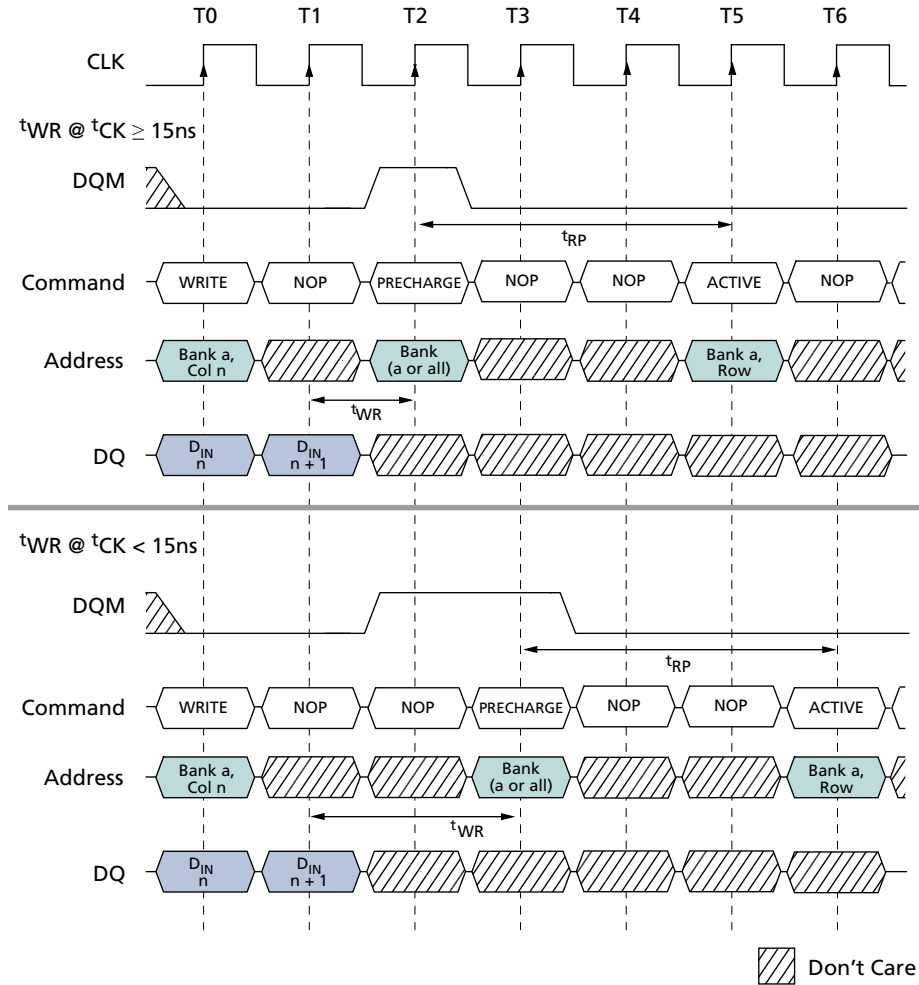 T0 T1 T2 T3 T4 T5 T6
CLK
tWR @ tCK ≥ 15ns
DQM
tRP
Command WRITE NOP PRECHARGE NOP NOP ACTIVE NOP
Address Bank a, Bank Bank a,
Col n (a or all) Row
tWR
DQ DIN DIN
n n + 1
tWR @ tCK < 15ns
DQM
tRP
Command WRITE NOP NOP PRECHARGE NOP NOP ACTIVE
Address Bank a, Bank Bank a,
Col n (a or all) Row
tWR
DQ DIN DIN
n n + 1
Don't Care